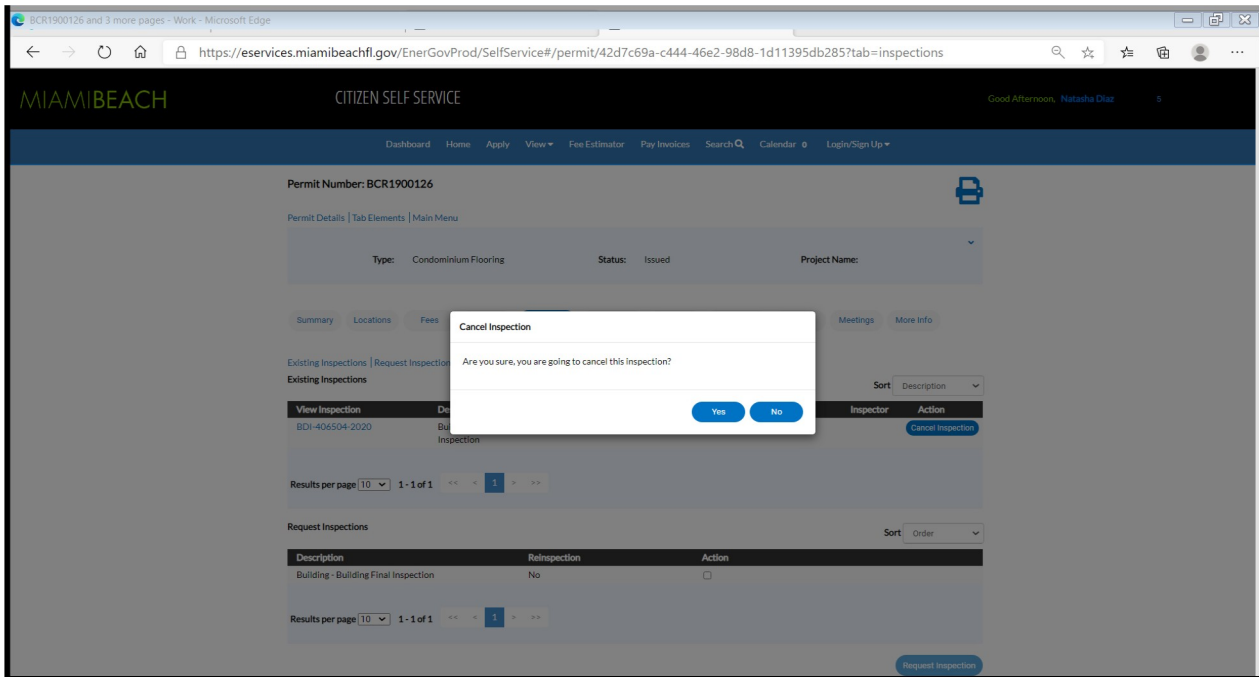 BCR1900126 and 3 more pages - Work - Microsoft Edge
https://eservices.miamibeachfl.gov/EnerGovProd/SelfService#/permit/42d7c69a-c444-46e2-98d8-1d11395db285?tab=inspections
MIAMIBEACH CITIZEN SELF SERVICE Good Afternoon, Natasha Diaz 5
Dashboard Home Apply View Fee Estimator Pay Invoices Search Calendar 0 Login/Sign Up
Permit Number: BCR1900126
Permit Details | Tab Elements | Main Menu
Type: Condominium Flooring Status: Issued Project Name:
Summary Locations Fees Meetings More Info
Cancel Inspection
Are you sure, you are going to cancel this inspection?
Yes No
Existing Inspections | Request Inspection
Existing Inspections Sort Description
View Inspection De Inspector Action
BDI-406504-2020 Bui Cancel Inspection
Inspection
Results per page 10 1 - 1 of 1 << < 1 > >>
Request Inspections Sort Order
Description Reinspection Action
Building - Building Final Inspection No
Results per page 10 1 - 1 of 1 << < 1 > >>
Request Inspection